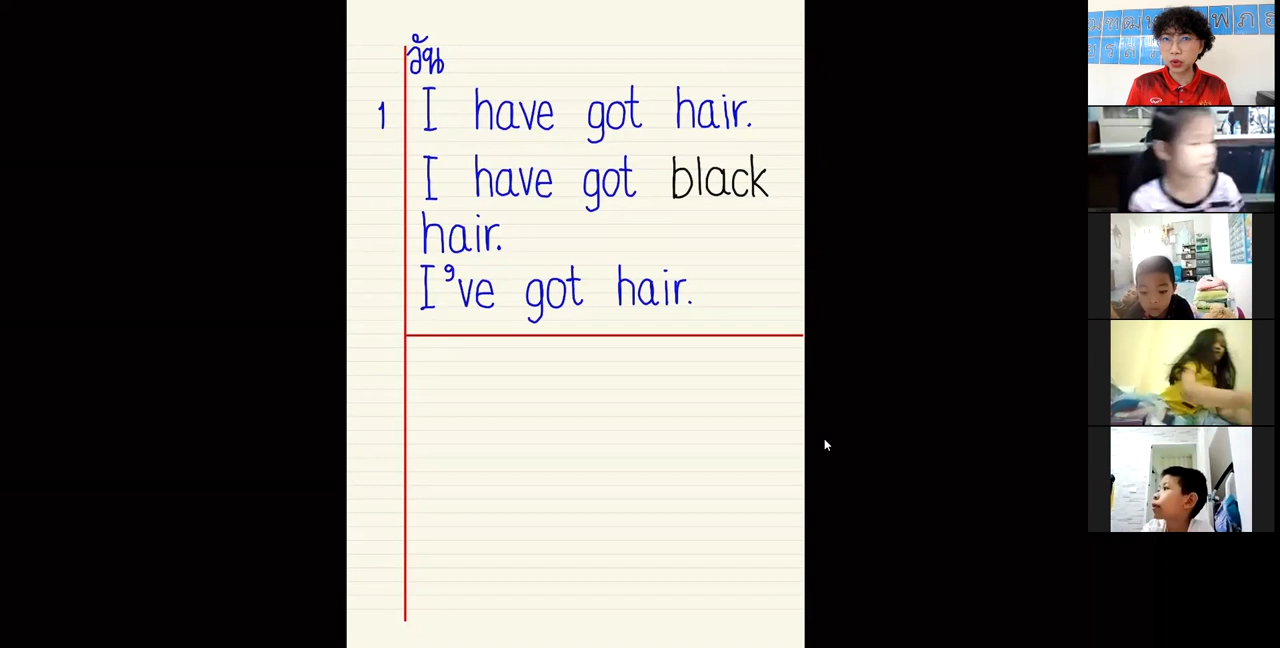 วัน
1 I have got hair.
I have got black
hair.
I've got hair.